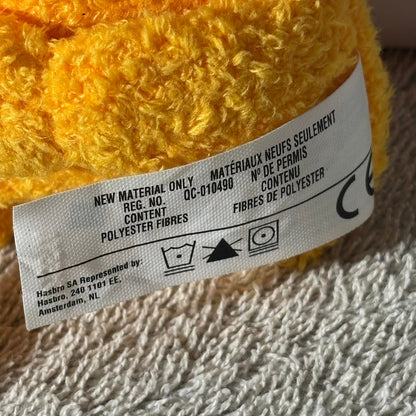 NEW MATERIAL ONLY
REG. NO. QC-010490
CONTENT
POLYESTER FIBRES
MATÉRIAUX NEUFS SEULEMENT
Nº DE PERMIS
CONTENU
FIBRES DE POLYESTER
CE
Hasbro SA Represented by:
Hasbro, 240 1101 EE,
Amsterdam, NL